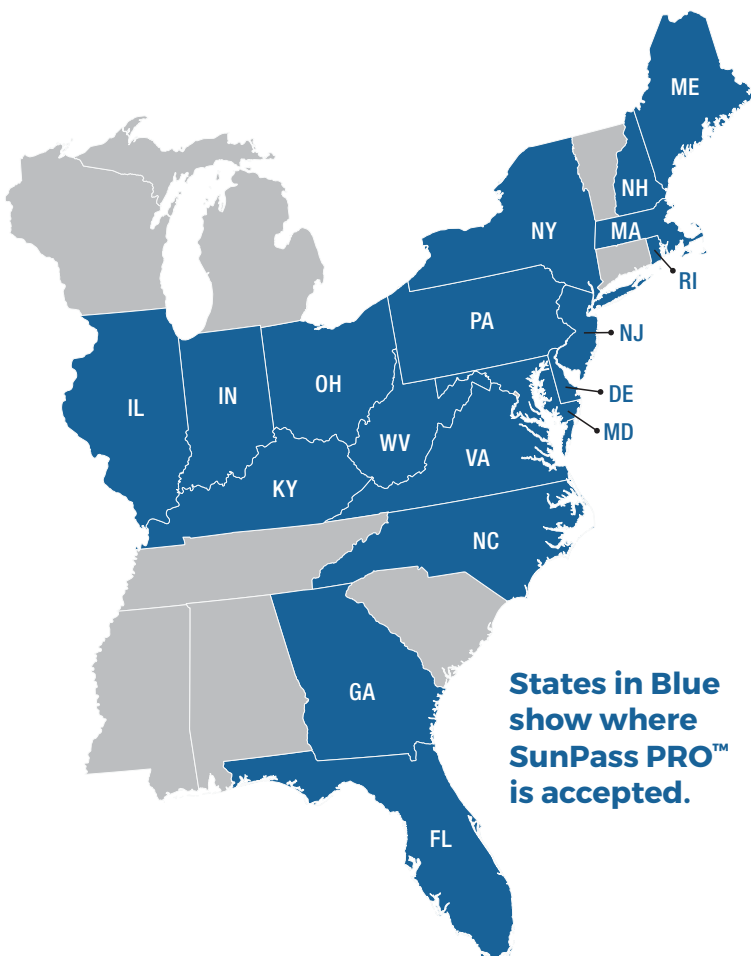 ME
NH
NY
MA
RI
PA
NJ
OH
IN
IL
DE
WV
MD
VA
KY
NC
GA
States in Blue
show where
SunPass PRO™
is accepted.
FL